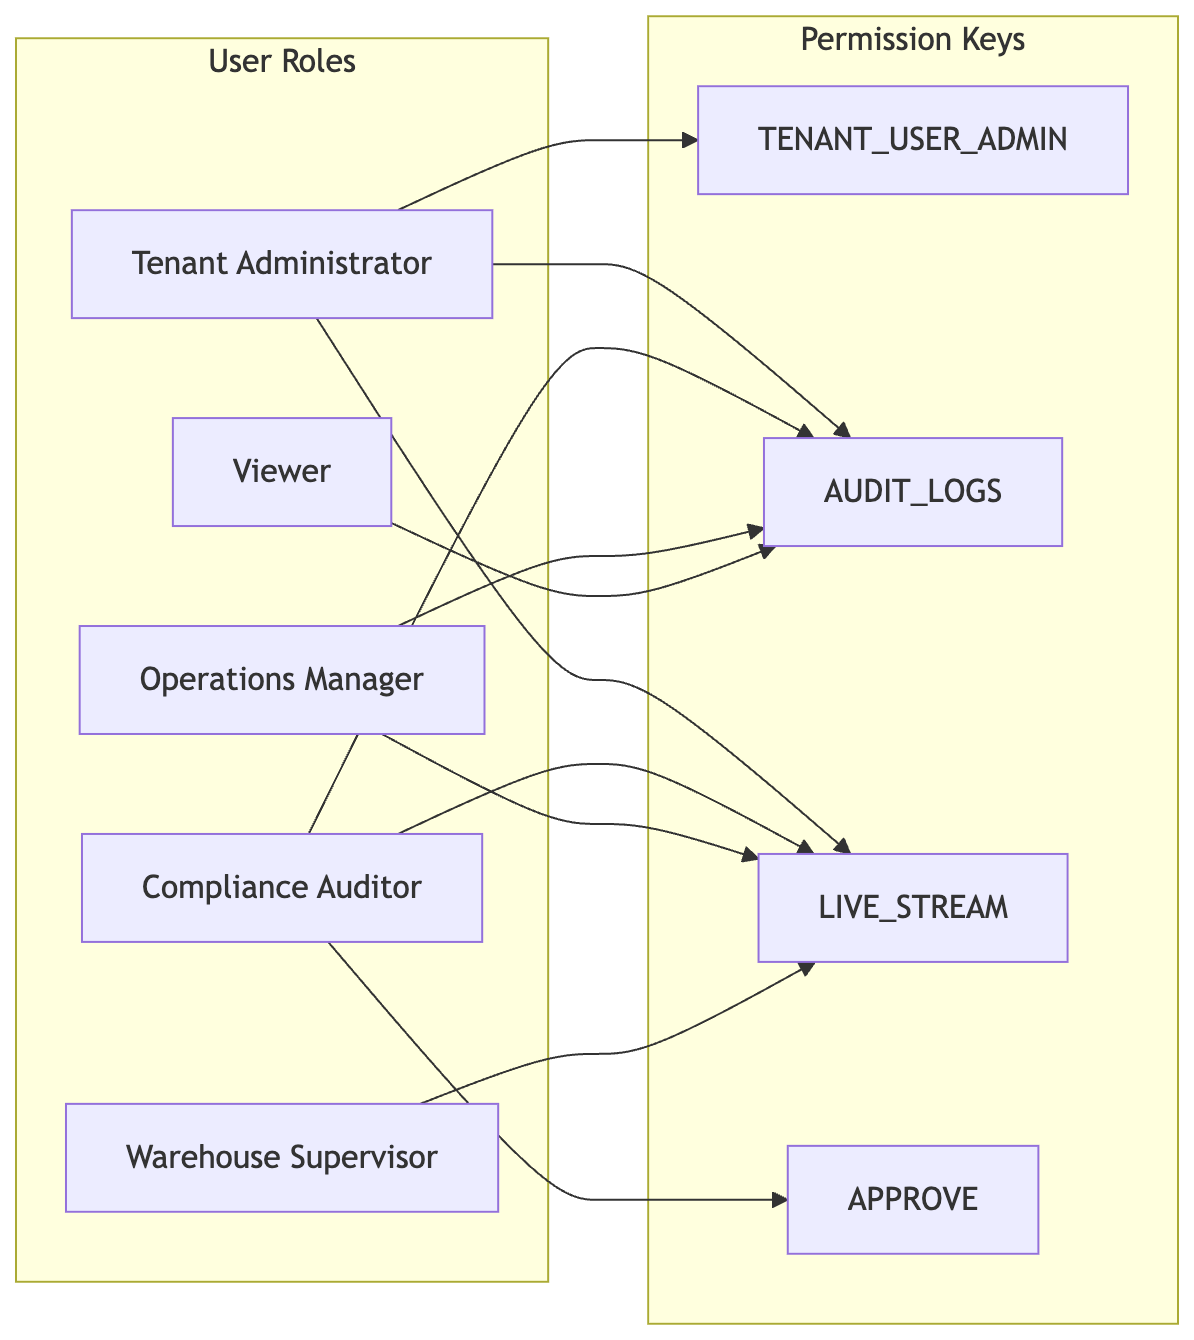 User Roles
Tenant Administrator
Viewer
Operations Manager
Compliance Auditor
Warehouse Supervisor
Permission Keys
TENANT_USER_ADMIN
AUDIT_LOGS
LIVE_STREAM
APPROVE